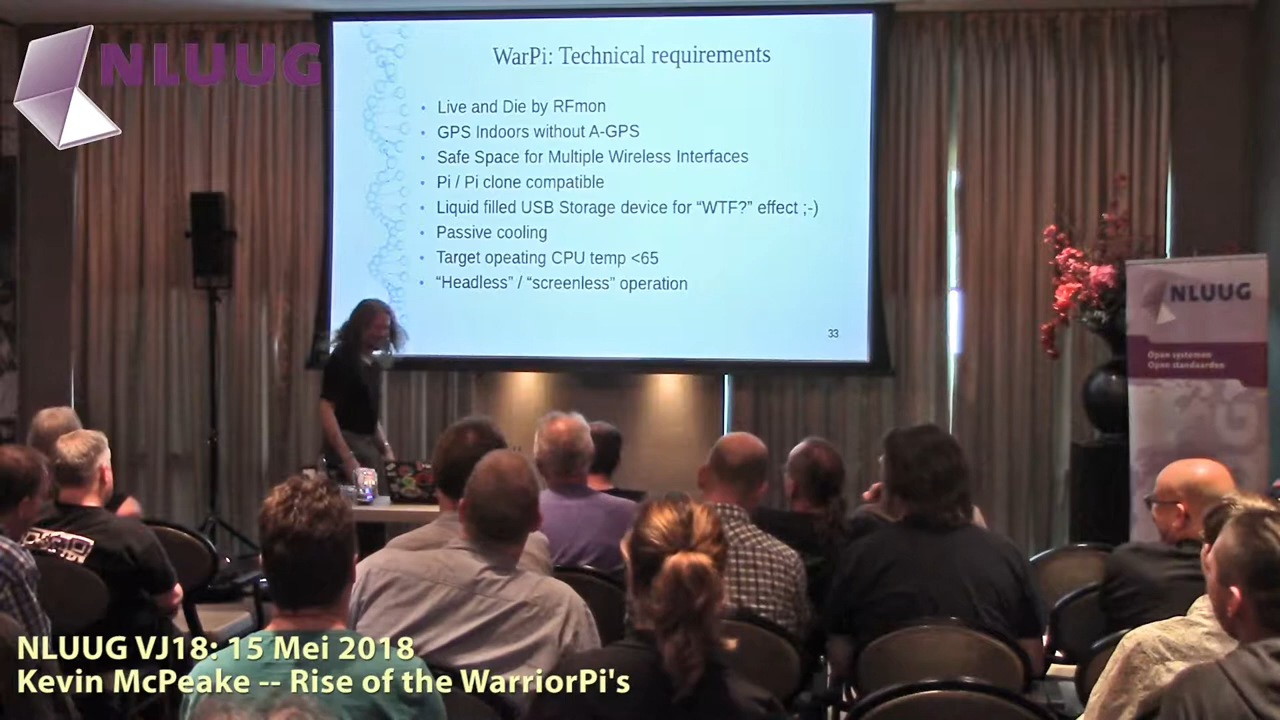 NLUUG
WarPi: Technical requirements
• Live and Die by RFmon
• GPS Indoors without A-GPS
• Safe Space for Multiple Wireless Interfaces
• Pi / Pi clone compatible
• Liquid filled USB Storage device for “WTF?” effect ;-)
• Passive cooling
• Target opeating CPU temp <65
• “Headless” / “screenless” operation
33
NLUUG
Open systemen
Open standaarden
NLUUG VJ18: 15 Mei 2018
Kevin McPeake -- Rise of the WarriorPi's